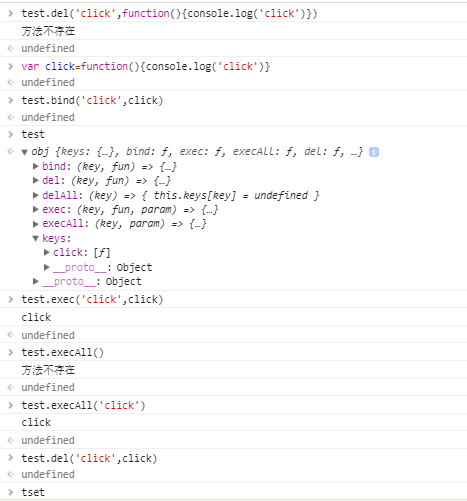 > test.del('click',function(){console.log('click')})
方法不存在
< undefined
> var click=function(){console.log('click')}
< undefined
> test.bind('click',click)
< undefined
> test
< ▼ obj {keys: {…}, bind: ƒ, exec: ƒ, execAll: ƒ, del: ƒ, …} i
▶ bind: (key, fun) => {…}
▶ del: (key, fun) => {…}
▶ delAll: (key) => { this.keys[key] = undefined }
▶ exec: (key, fun, param) => {…}
▶ execAll: (key, param) => {…}
▼ keys:
▶ click: [ƒ]
▶ __proto__: Object
▶ __proto__: Object
> test.exec('click',click)
click
< undefined
> test.execAll()
方法不存在
< undefined
> test.execAll('click')
click
< undefined
> test.del('click',click)
< undefined
> tset